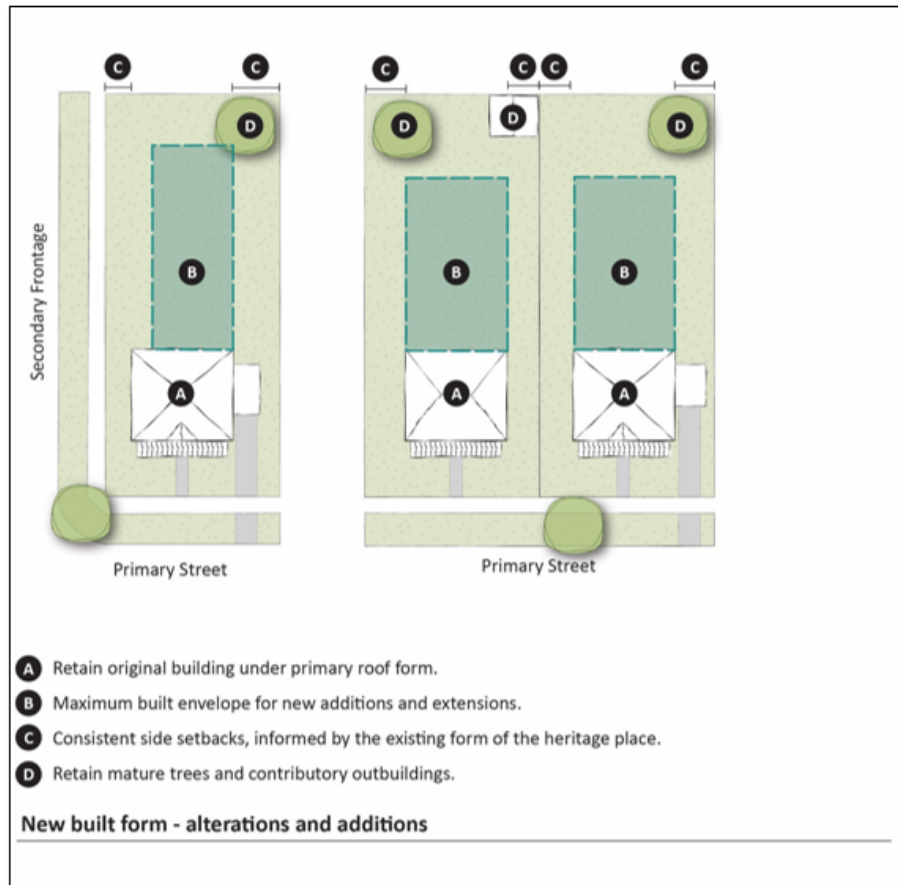 C C C C C C
D D D D
Secondary Frontage
B B B
A A A
Primary Street Primary Street
A Retain original building under primary roof form.
B Maximum built envelope for new additions and extensions.
C Consistent side setbacks, informed by the existing form of the heritage place.
D Retain mature trees and contributory outbuildings.
New built form - alterations and additions